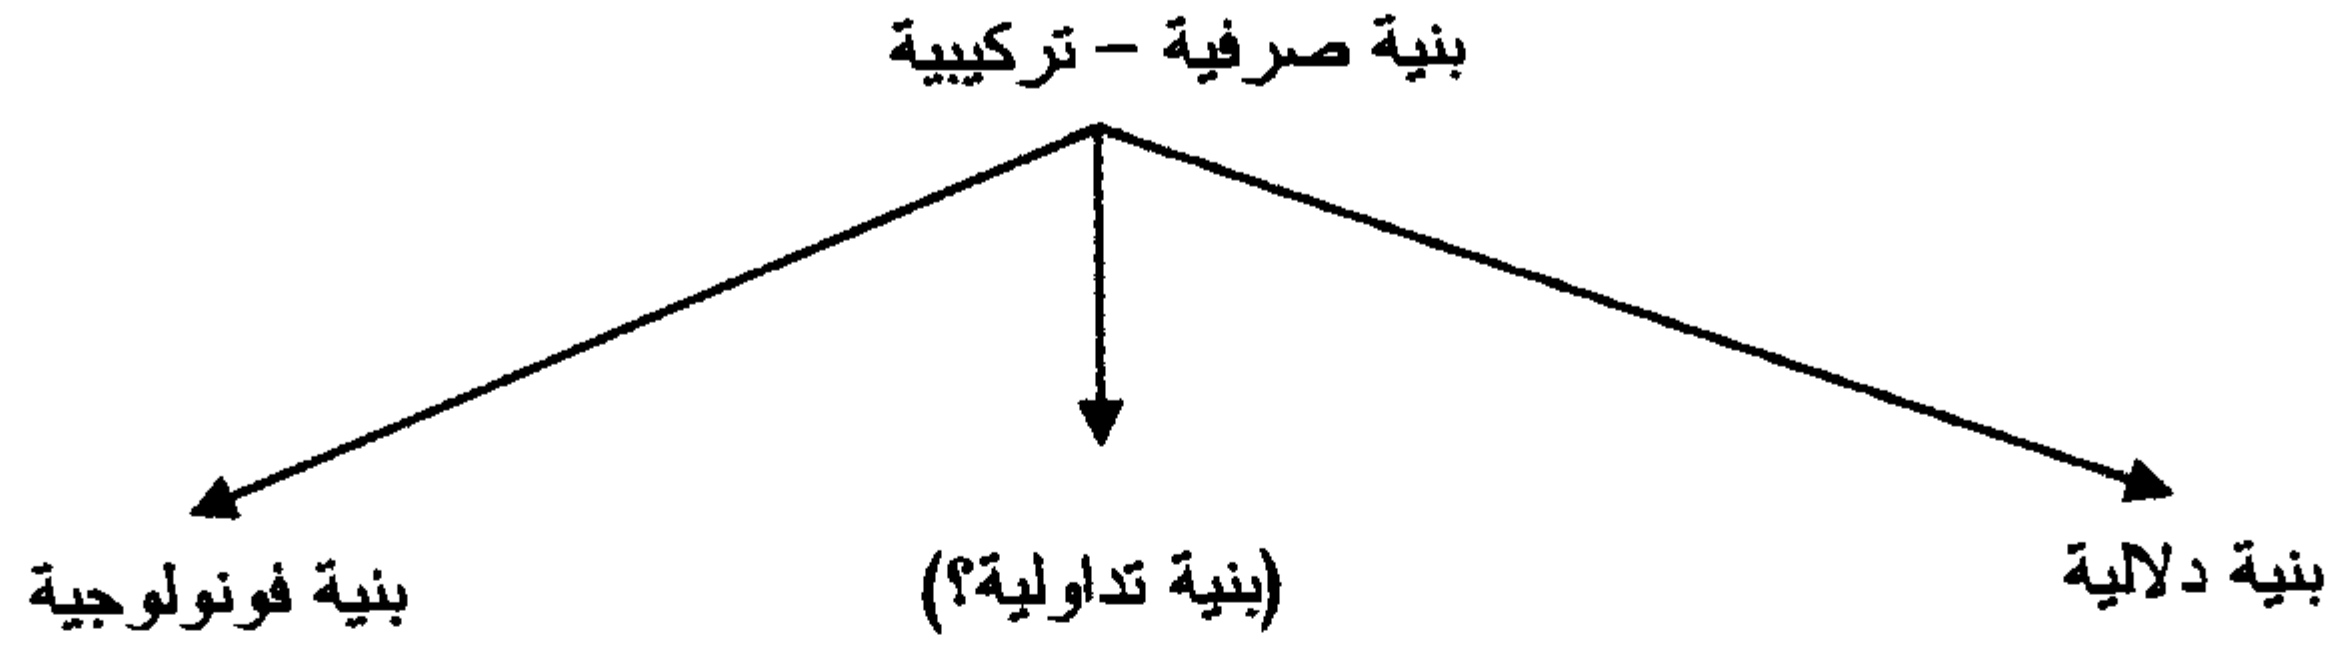 بنية صرفية – تركيبية
بنية دلالية
(بنية تداولية؟)
بنية فونولوجية